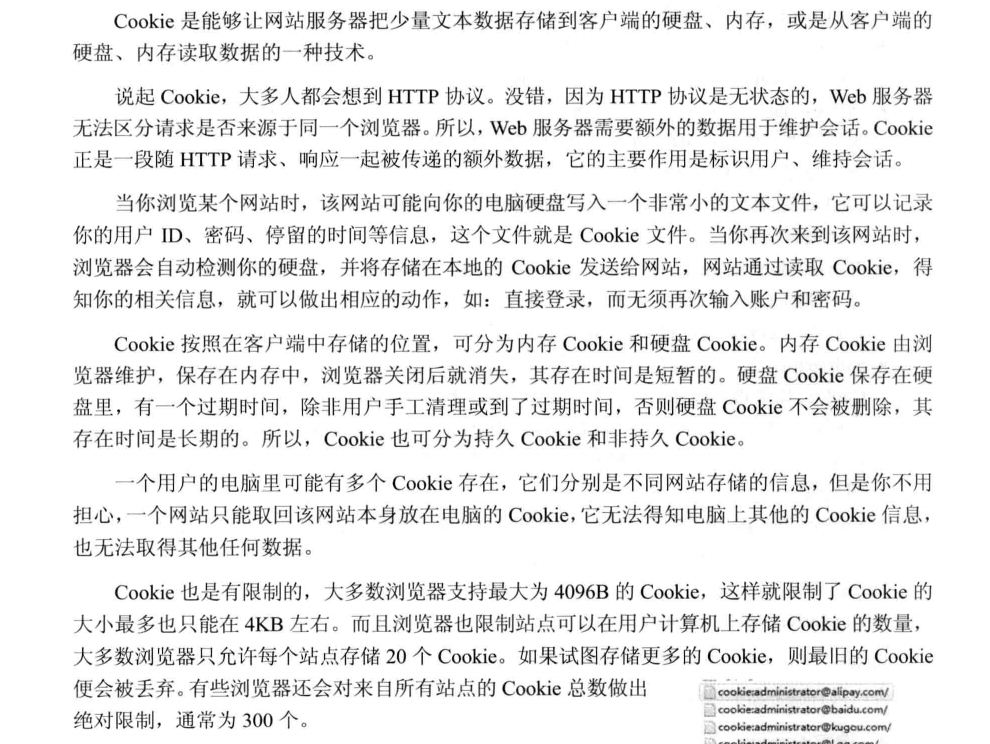 Cookie 是能够让网站服务器把少量文本数据存储到客户端的硬盘、内存，或是从客户端的
硬盘、内存读取数据的一种技术。
说起 Cookie，大多人都会想到 HTTP 协议。没错，因为 HTTP 协议是无状态的，Web 服务器
无法区分请求是否来源于同一个浏览器。所以，Web 服务器需要额外的数据用于维护会话。Cookie
正是一段随 HTTP 请求、响应一起被传递的额外数据，它的主要作用是标识用户、维持会话。
当你浏览某个网站时，该网站可能向你的电脑硬盘写入一个非常小的文本文件，它可以记录
你的用户 ID、密码、停留的时间等信息，这个文件就是 Cookie 文件。当你再次来到该网站时，
浏览器会自动检测你的硬盘，并将存储在本地的 Cookie 发送给网站，网站通过读取 Cookie，得
知你的相关信息，就可以做出相应的动作，如：直接登录，而无须再次输入账户和密码。
Cookie 按照在客户端中存储的位置，可分为内存 Cookie 和硬盘 Cookie。内存 Cookie 由浏
览器维护，保存在内存中，浏览器关闭后就消失，其存在时间是短暂的。硬盘 Cookie 保存在硬
盘里，有一个过期时间，除非用户手工清理或到了过期时间，否则硬盘 Cookie 不会被删除，其
存在时间是长期的。所以，Cookie 也可分为持久 Cookie 和非持久 Cookie。
一个用户的电脑里可能有多个 Cookie 存在，它们分别是不同网站存储的信息，但是你不用
担心，一个网站只能取回该网站本身放在电脑的 Cookie，它无法得知电脑上其他的 Cookie 信息，
也无法取得其他任何数据。
Cookie 也是有限制的，大多数浏览器支持最大为 4096B 的 Cookie，这样就限制了 Cookie 的
大小最多也只能在 4KB 左右。而且浏览器也限制站点可以在用户计算机上存储 Cookie 的数量，
大多数浏览器只允许每个站点存储 20 个 Cookie。如果试图存储更多的 Cookie，则最旧的 Cookie
便会被丢弃。有些浏览器还会对来自所有站点的 Cookie 总数做出
绝对限制，通常为 300 个。
cookie:administrator@alipay.com/
cookie:administrator@baidu.com/
cookie:administrator@kugou.com/